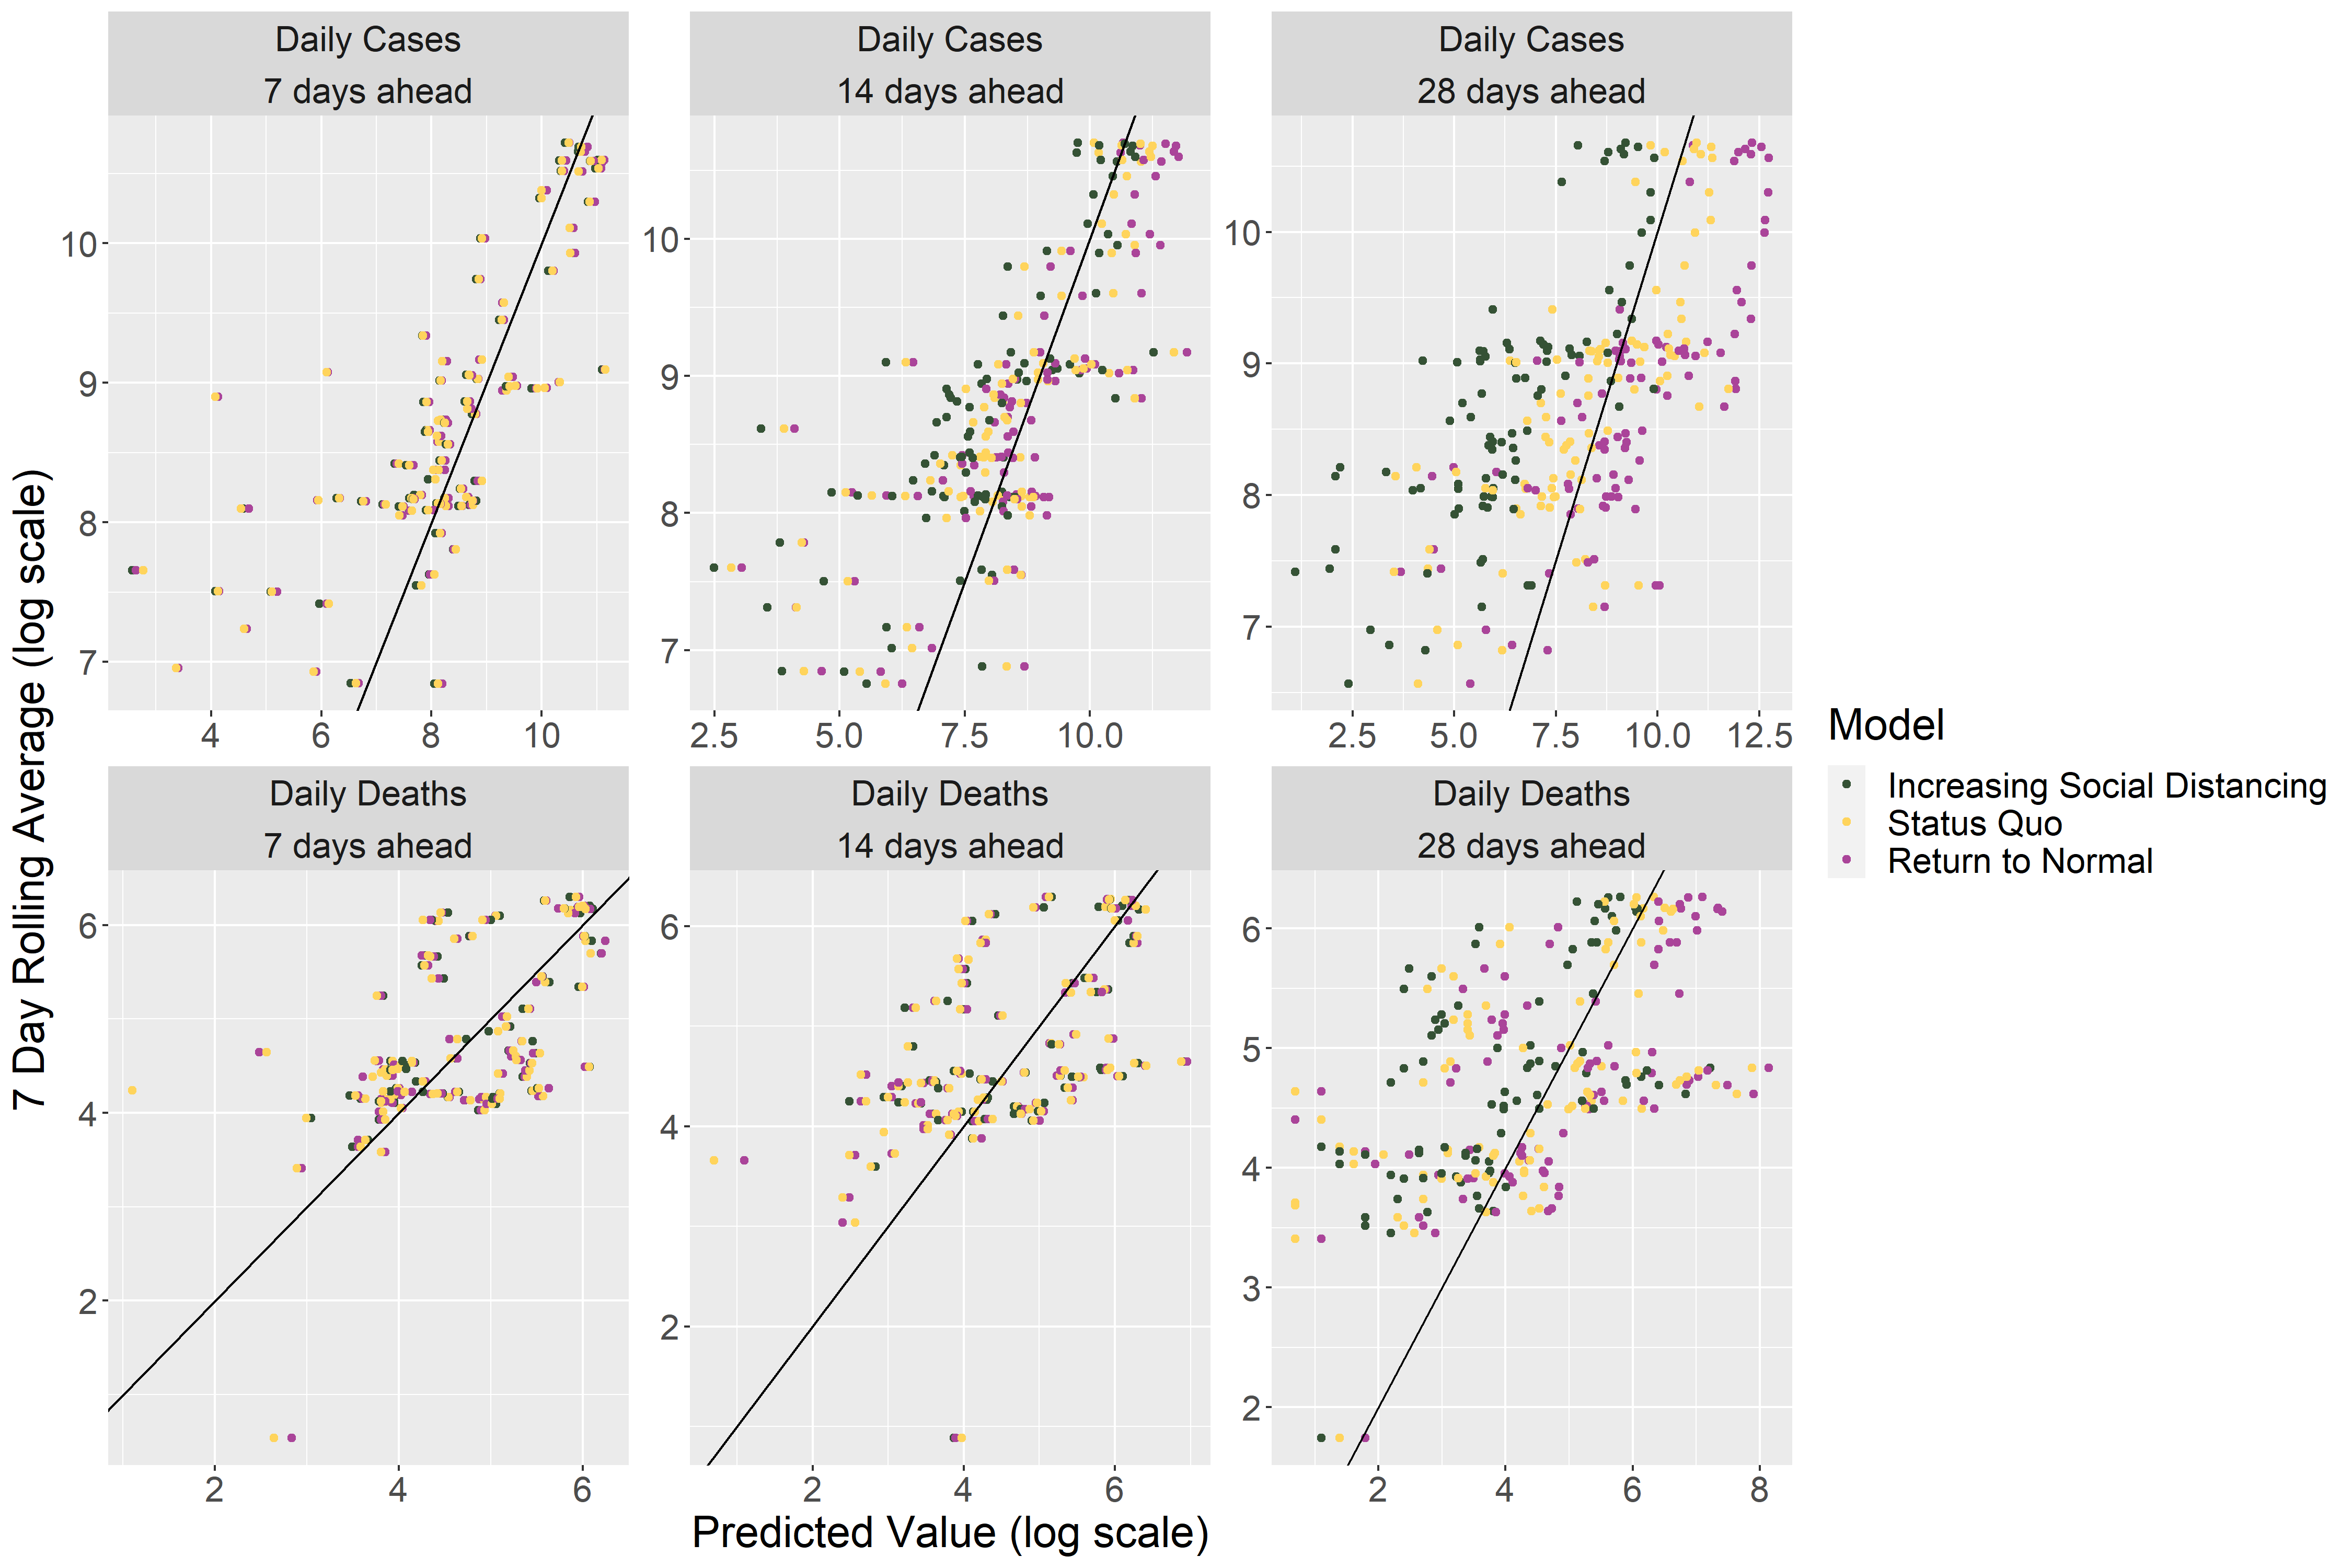 Daily Cases
7 days ahead
Daily Cases
14 days ahead
Daily Cases
28 days ahead
10
9
8
7
4
6
8
10
10
9
8
7
2.5
5.0
7.5
10.0
10
9
8
7
2.5
5.0
7.5
10.0
12.5
Daily Deaths
7 days ahead
Daily Deaths
14 days ahead
Daily Deaths
28 days ahead
6
4
2
2
4
6
6
4
2
2
4
6
6
5
4
3
2
2
4
6
8
7 Day Rolling Average (log scale)
Predicted Value (log scale)
Model
Increasing Social Distancing
Status Quo
Return to Normal